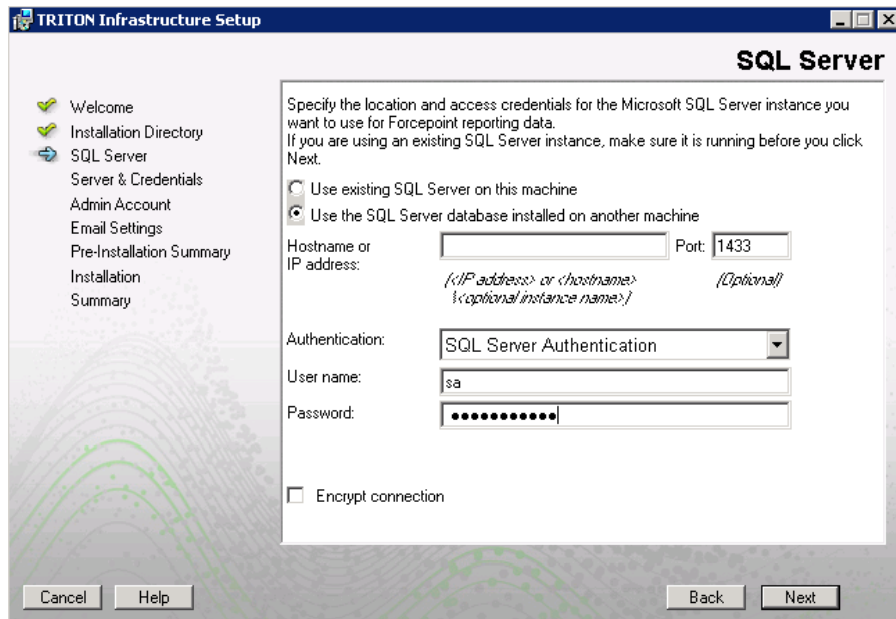 TRITON Infrastructure Setup
SQL Server
Welcome
Installation Directory
SQL Server
Server & Credentials
Admin Account
Email Settings
Pre-Installation Summary
Installation
Summary
Specify the location and access credentials for the Microsoft SQL Server instance you
want to use for Forcepoint reporting data.
If you are using an existing SQL Server instance, make sure it is running before you click
Next.
Use existing SQL Server on this machine
Use the SQL Server database installed on another machine
Hostname or
IP address:
Port: 1433
(<IP address> or <hostname>
\<optional instance name>)
(Optional)
Authentication: SQL Server Authentication
User name: sa
Password: ●●●●●●●●●●●
Encrypt connection
Cancel Help Back Next